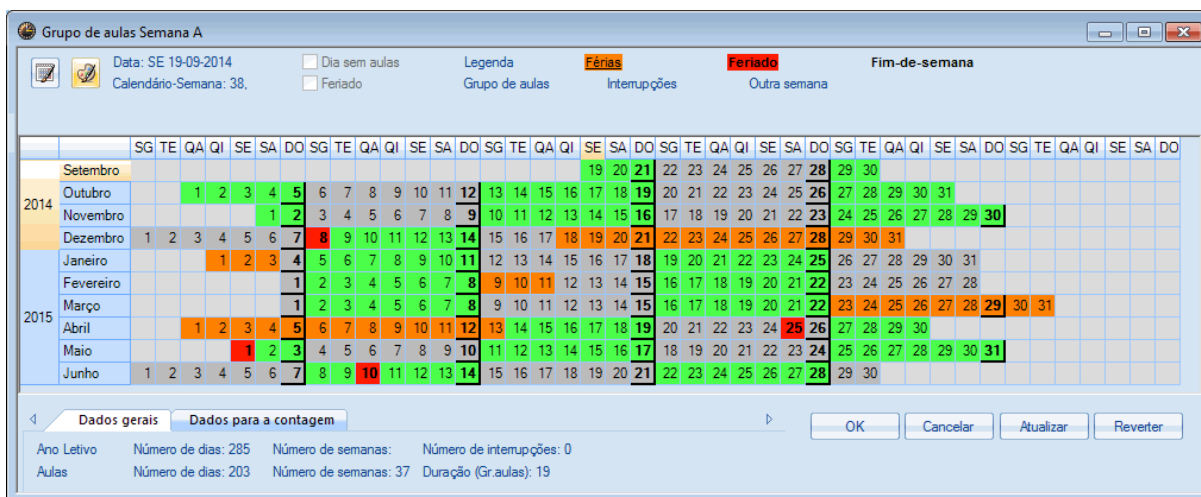 Grupo de aulas Semana A
Data: SE 19-09-2014 Dia sem aulas Legenda Férias Feriado Fim-de-semana
Calendário-Semana: 38, Feriado Grupo de aulas Interrupções Outra semana
SG TE QA QI SE SA DO SG TE QA QI SE SA DO SG TE QA QI SE SA DO SG TE QA QI SE SA DO SG TE QA QI SE SA DO SG TE QA QI SE SA DO
Setembro 19 20 21 22 23 24 25 26 27 28 29 30
2014 Outubro 1 2 3 4 5 6 7 8 9 10 11 12 13 14 15 16 17 18 19 20 21 22 23 24 25 26 27 28 29 30 31
Novembro 1 2 3 4 5 6 7 8 9 10 11 12 13 14 15 16 17 18 19 20 21 22 23 24 25 26 27 28 29 30
Dezembro 1 2 3 4 5 6 7 8 9 10 11 12 13 14 15 16 17 18 19 20 21 22 23 24 25 26 27 28 29 30 31
Janeiro 1 2 3 4 5 6 7 8 9 10 11 12 13 14 15 16 17 18 19 20 21 22 23 24 25 26 27 28 29 30 31
Fevereiro 1 2 3 4 5 6 7 8 9 10 11 12 13 14 15 16 17 18 19 20 21 22 23 24 25 26 27 28
2015 Março 1 2 3 4 5 6 7 8 9 10 11 12 13 14 15 16 17 18 19 20 21 22 23 24 25 26 27 28 29 30 31
Abril 1 2 3 4 5 6 7 8 9 10 11 12 13 14 15 16 17 18 19 20 21 22 23 24 25 26 27 28 29 30
Maio 1 2 3 4 5 6 7 8 9 10 11 12 13 14 15 16 17 18 19 20 21 22 23 24 25 26 27 28 29 30 31
Junho 1 2 3 4 5 6 7 8 9 10 11 12 13 14 15 16 17 18 19 20 21 22 23 24 25 26 27 28 29 30
Dados gerais Dados para a contagem OK Cancelar Atualizar Reverter
Ano Letivo Número de dias: 285 Número de semanas: Número de interrupções: 0
Aulas Número de dias: 203 Número de semanas: 37 Duração (Gr.aulas): 19